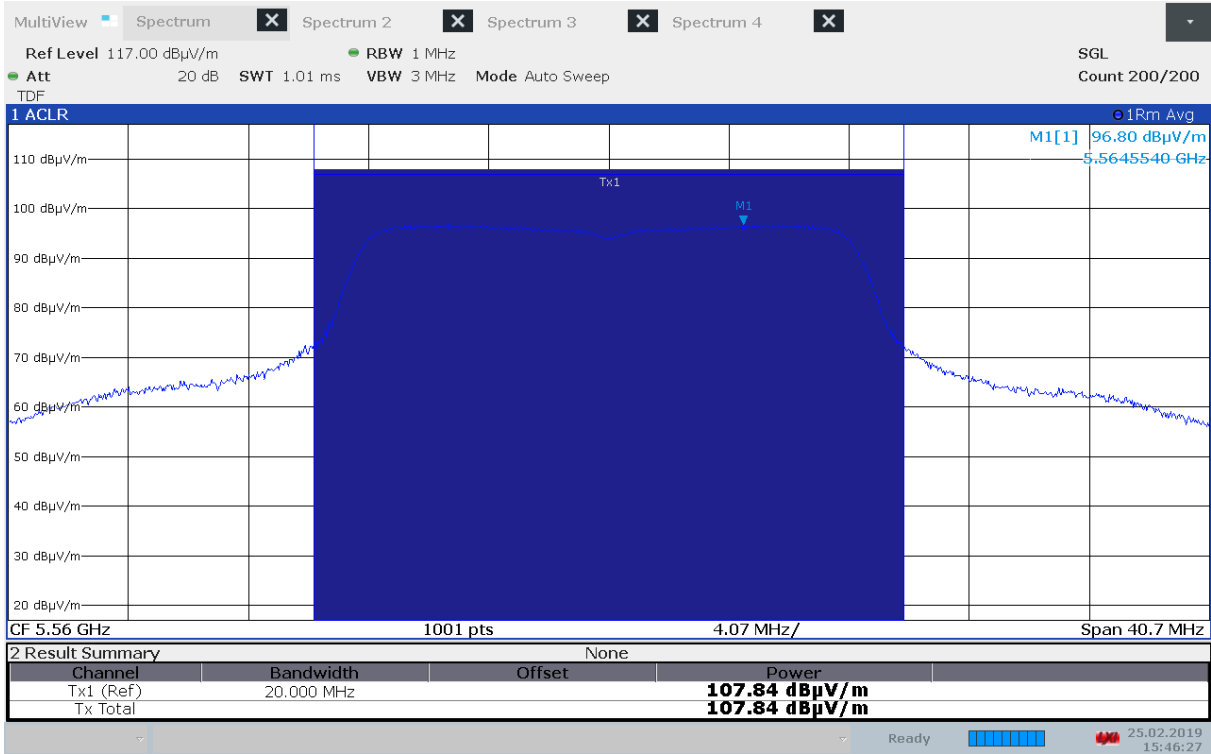 MultiView Spectrum Spectrum 2 Spectrum 3 Spectrum 4
Ref Level 117.00 dBµV/m RBW 1 MHz SGL
Att 20 dB SWT 1.01 ms VBW 3 MHz Mode Auto Sweep Count 200/200
TDF
1 ACLR 1Rm Avg
M1[1] 96.80 dBµV/m
5.5645540 GHz
110 dBµV/m
Tx1
100 dBµV/m
M1
90 dBµV/m
80 dBµV/m
70 dBµV/m
60 dBµV/m
50 dBµV/m
40 dBµV/m
30 dBµV/m
20 dBµV/m
CF 5.56 GHz 1001 pts 4.07 MHz/ Span 40.7 MHz
2 Result Summary None
Channel Bandwidth Offset Power
Tx1 (Ref) 20.000 MHz 107.84 dBµV/m
Tx Total 107.84 dBµV/m
Ready 25.02.2019
15:46:27